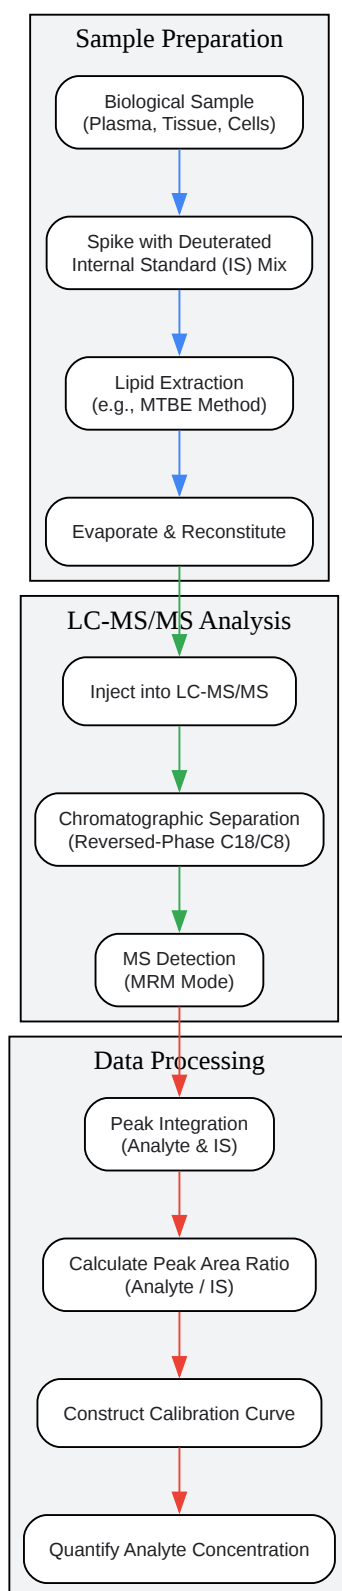 Sample Preparation
Biological Sample
(Plasma, Tissue, Cells)
Spike with Deuterated
Internal Standard (IS) Mix
Lipid Extraction
(e.g., MTBE Method)
Evaporate & Reconstitute
LC-MS/MS Analysis
Inject into LC-MS/MS
Chromatographic Separation
(Reversed-Phase C18/C8)
MS Detection
(MRM Mode)
Data Processing
Peak Integration
(Analyte & IS)
Calculate Peak Area Ratio
(Analyte / IS)
Construct Calibration Curve
Quantify Analyte Concentration